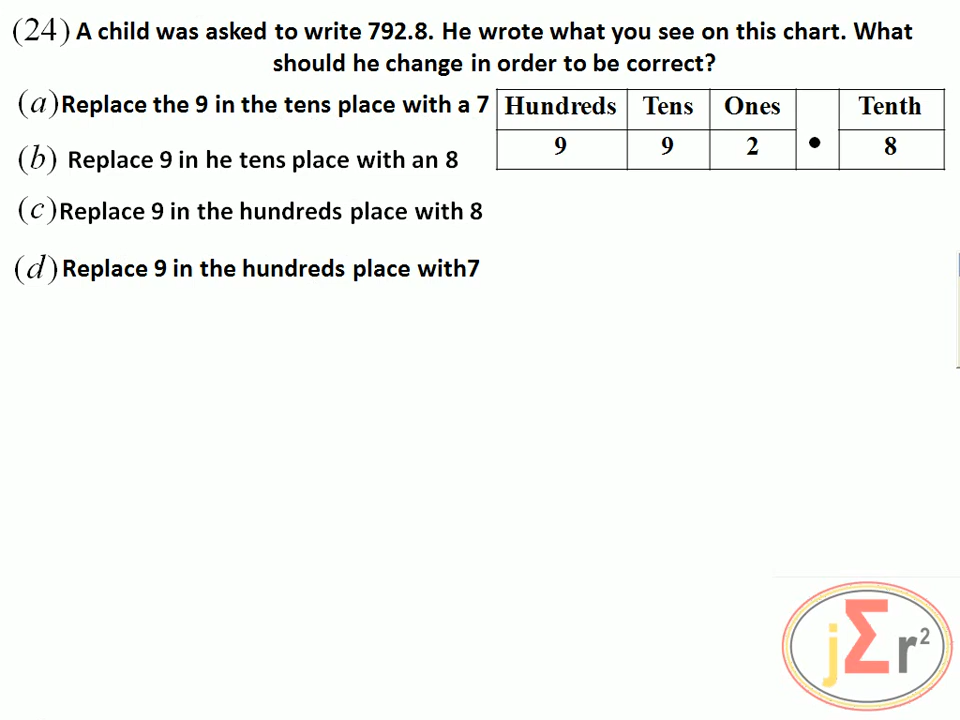 (24) A child was asked to write 792.8. He wrote what you see on this chart. What
should he change in order to be correct?
(a) Replace the 9 in the tens place with a 7
(b) Replace 9 in he tens place with an 8
(c) Replace 9 in the hundreds place with 8
(d) Replace 9 in the hundreds place with7
Hundreds Tens Ones Tenth
9 9 2 • 8
jΣr²